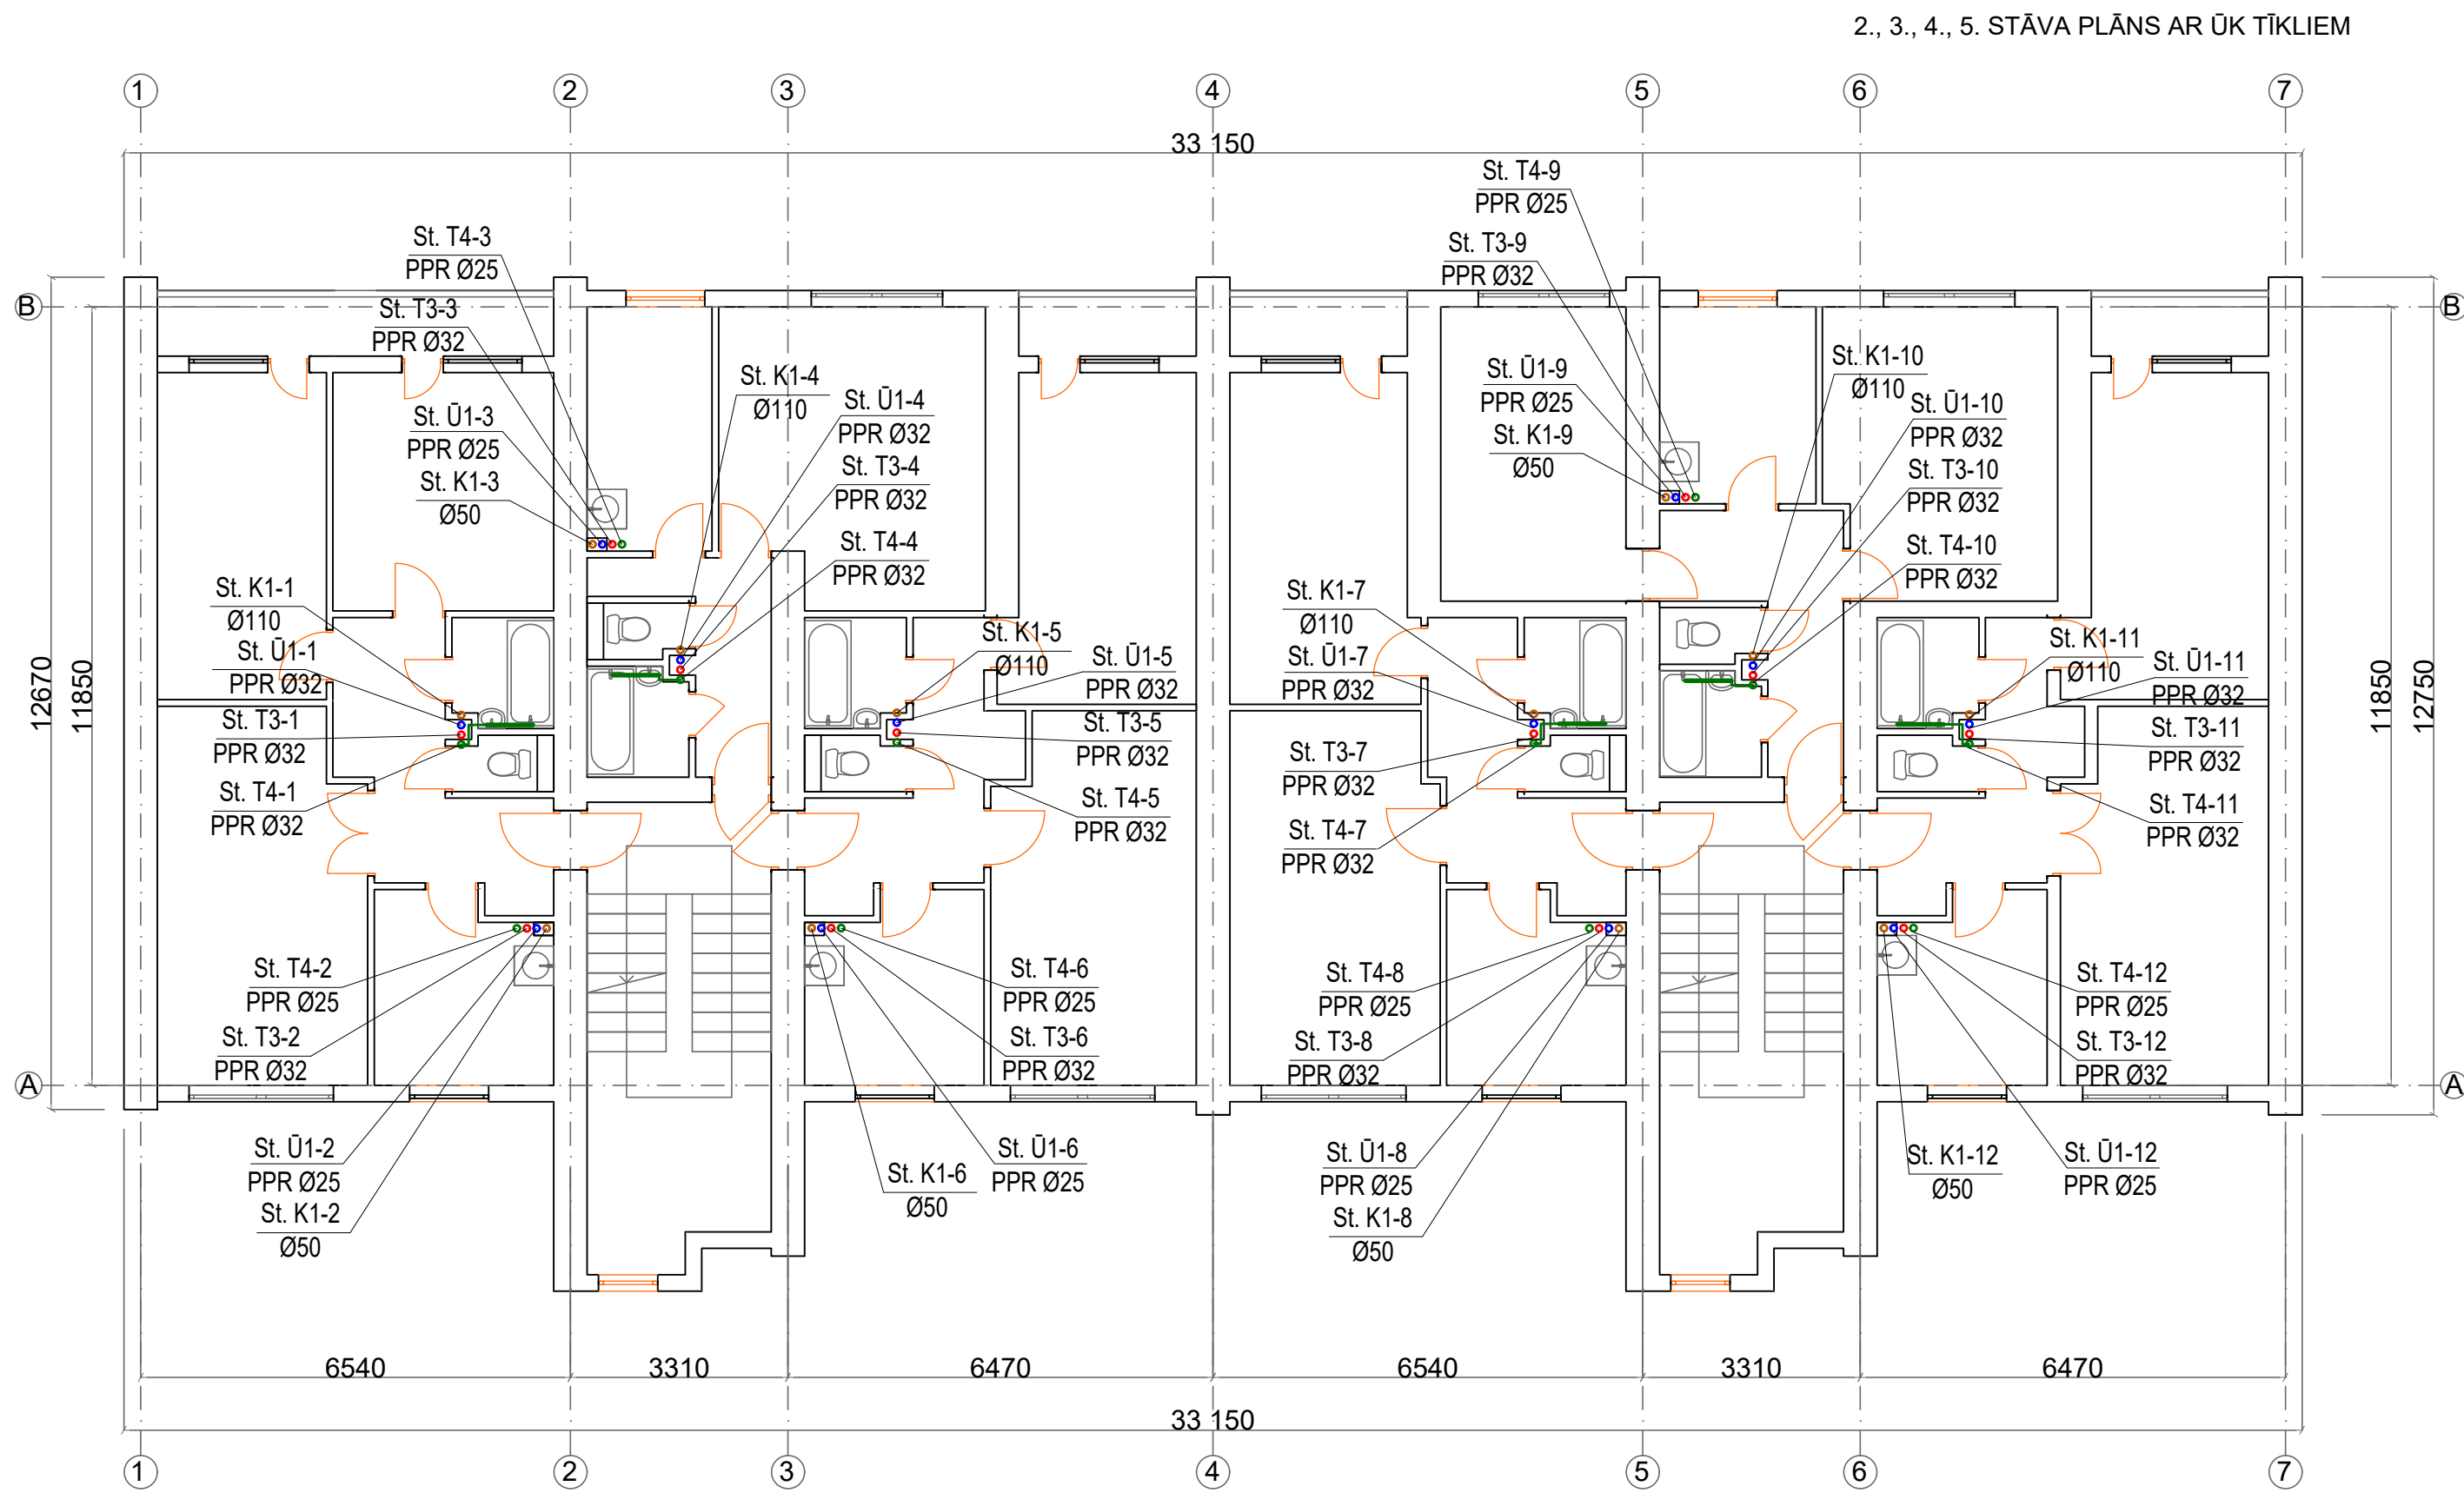 2., 3., 4., 5. STĀVA PLĀNS AR ŪK TĪKLIEM
1
2
3
4
5
6
7
33 150
St. T4-9
PPR Ø25
St. T3-9
PPR Ø32
St. T4-3
PPR Ø25
St. T3-3
PPR Ø32
B
B
St. K1-4
Ø110
St. Ū1-9
PPR Ø25
St. K1-10
Ø110
St. Ū1-3
PPR Ø25
St. Ū1-4
PPR Ø32
St. K1-9
Ø50
St. Ū1-10
PPR Ø32
St. K1-3
Ø50
St. T3-4
PPR Ø32
St. T3-10
PPR Ø32
St. T4-4
PPR Ø32
St. T4-10
PPR Ø32
St. K1-1
Ø110
St. K1-5
Ø110
St. K1-7
Ø110
St. K1-11
Ø110
St. Ū1-1
PPR Ø32
St. Ū1-5
PPR Ø32
St. Ū1-7
PPR Ø32
St. Ū1-11
PPR Ø32
12670
11850
11850
12750
St. T3-1
PPR Ø32
St. T3-5
PPR Ø32
St. T3-7
PPR Ø32
St. T3-11
PPR Ø32
St. T4-1
PPR Ø32
St. T4-5
PPR Ø32
St. T4-7
PPR Ø32
St. T4-11
PPR Ø32
St. T4-2
PPR Ø25
St. T4-6
PPR Ø25
St. T4-8
PPR Ø25
St. T4-12
PPR Ø25
St. T3-2
PPR Ø32
St. T3-6
PPR Ø32
St. T3-8
PPR Ø32
St. T3-12
PPR Ø32
A
A
St. Ū1-2
PPR Ø25
St. K1-6
Ø50
St. Ū1-6
PPR Ø25
St. Ū1-8
PPR Ø25
St. K1-12
Ø50
St. Ū1-12
PPR Ø25
St. K1-2
Ø50
St. K1-8
Ø50
6540
3310
6470
6540
3310
6470
33 150
1
2
3
4
5
6
7